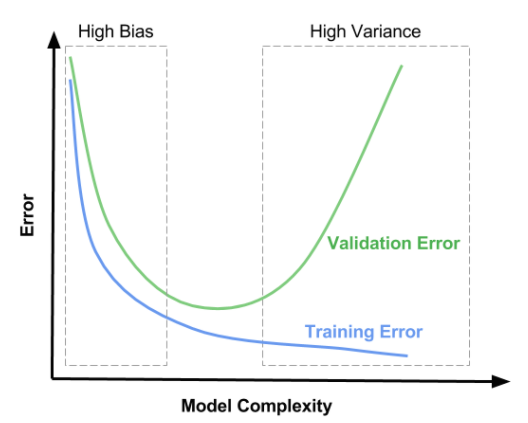 High Bias
High Variance
Error
Validation Error
Training Error
Model Complexity